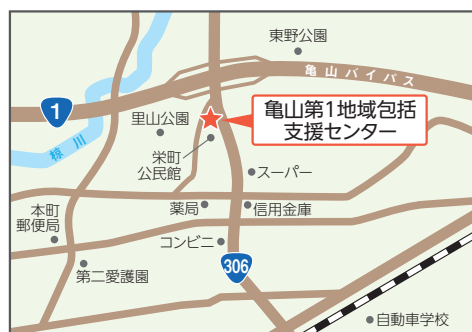 東野公園
亀山バイパス
1
亀山第1地域包括
支援センター
里山公園
椋川
栄町
公民館
スーパー
薬局
信用金庫
本町
郵便局
コンビニ
306
第二愛護園
自動車学校